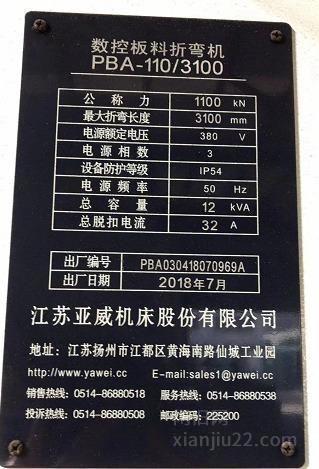 数控板料折弯机
PBA-110/3100
公称力 1100 kN
最大折弯长度 3100 mm
电源额定电压 380 V
电源相数 3
设备防护等级 IP54
电源频率 50 Hz
总容量 12 kVA
总脱扣电流 32 A
出厂编号 PBA030418070969A
出厂日期 2018年7月
江苏亚威机床股份有限公司
地址：江苏扬州市江都区黄海南路仙城工业园
http://www.yawei.cc E-mail:sales1@yawei.cc
销售热线：0514-86880518 服务热线：0514-86880538
投诉热线：0514-86880508 邮政编码：225200
xianjiu22.com